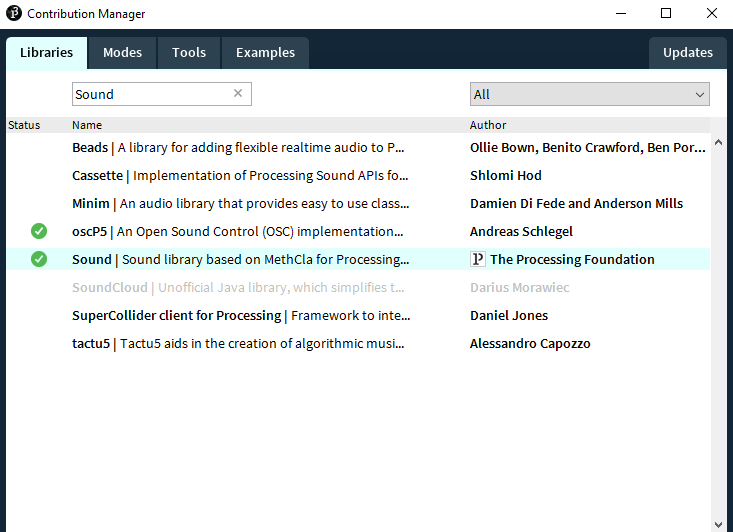 Contribution Manager
Libraries Modes Tools Examples Updates
Sound All
Status Name Author
Beads | A library for adding flexible realtime audio to P... Ollie Bown, Benito Crawford, Ben Por...
Cassette | Implementation of Processing Sound APIs fo... Shlomi Hod
Minim | An audio library that provides easy to use class... Damien Di Fede and Anderson Mills
oscP5 | An Open Sound Control (OSC) implementation... Andreas Schlegel
Sound | Sound library based on MethCla for Processing... The Processing Foundation
SoundCloud | Unofficial Java library, which simplifies t... Darius Morawiec
SuperCollider client for Processing | Framework to inte... Daniel Jones
tactu5 | Tactu5 aids in the creation of algorithmic musi... Alessandro Capozzo